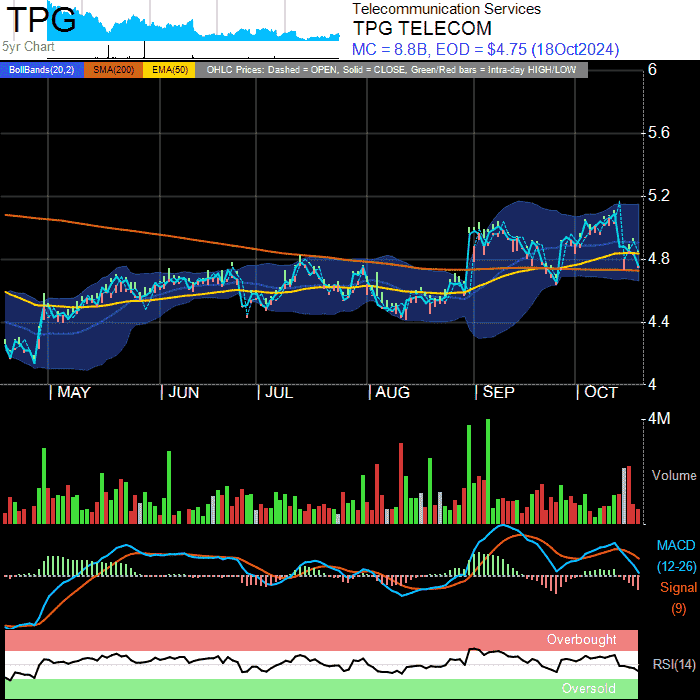 TPG
5yr Chart
Telecommunication Services
TPG TELECOM
MC = 8.8B, EOD = $4.75 (18Oct2024)
BollBands(20,2) SMA(200) EMA(50) OHLC Prices: Dashed = OPEN, Solid = CLOSE, Green/Red bars = Intra-day HIGH/LOW
6
5.6
5.2
4.8
4.4
4
MAY JUN JUL AUG SEP OCT
4M
Volume
MACD
(12-26)
Signal
(9)
Overbought
RSI(14)
Oversold